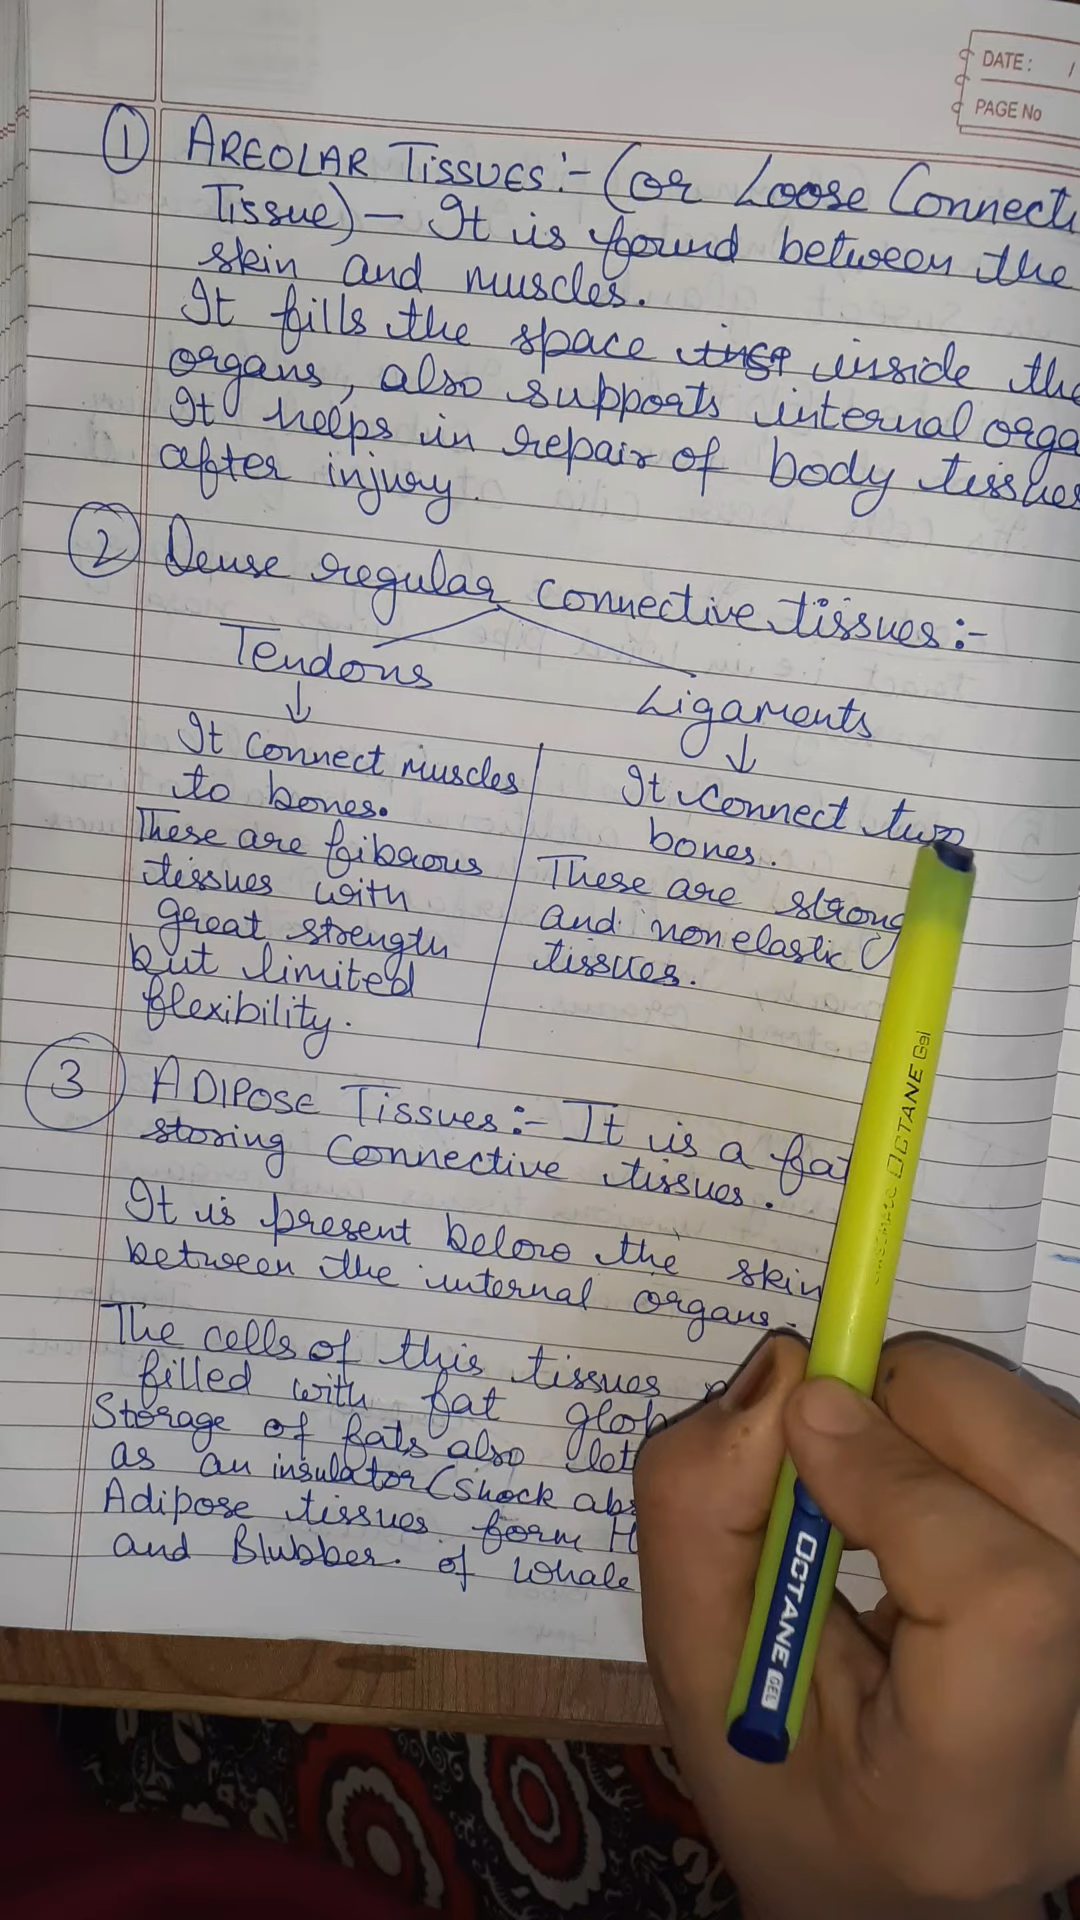 DATE: /
PAGE No
① AREOLAR Tissues:- (or Loose Connecti
Tissue) — It is found between the
skin and muscles.
It fills the space inside the
organs, also supports internal orga
It helps in repair of body tissues
after injury.
② Dense regular connective tissues:-
Tendons
Ligaments
↓
It connect muscles
to bones.
These are fibrous
tissues with
great strength
but limited
flexibility.
↓
It connect two
bones.
These are strong
and nonelastic
tissues.
③ ADIPOSE Tissues:- It is a fat
storing connective tissues.
It is present below the skin
between the internal organs.
The cells of this tissues
filled with fat glob
Storage of fats also let
as an insulator (Shock abs
Adipose tissues form H
and Blubber. of whale
OCTANE Gel
OCTANE GEL